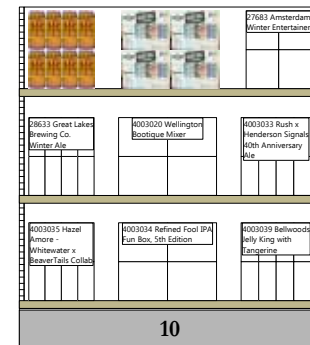 27683 Amsterdam
Winter Entertainer
28633 Great Lakes
Brewing Co.
Winter Ale
4003020 Wellington
Bootique Mixer
4003033 Rush x
Henderson Signals
40th Anniversary
Ale
4003035 Hazel
Amore -
Whitewater x
BeaverTails Collab
4003034 Refined Fool IPA
Fun Box, 5th Edition
4003039 Bellwoods
Jelly King with
Tangerine
10